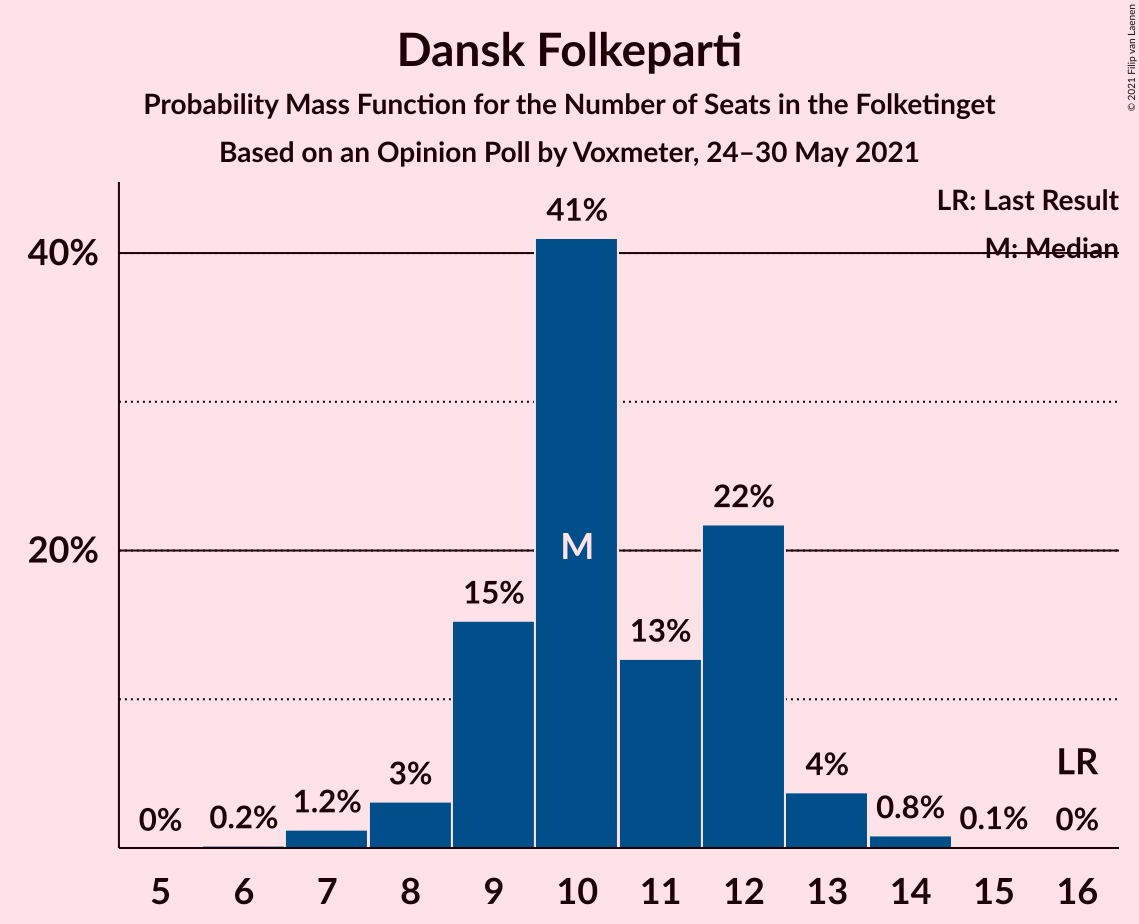 Dansk Folkeparti
Probability Mass Function for the Number of Seats in the Folketinget
Based on an Opinion Poll by Voxmeter, 24–30 May 2021
© 2021 Filip van Laenen
LR: Last Result
M: Median
40%
20%
0%
0.2%
1.2%
3%
15%
41%
M
13%
22%
4%
0.8%
0.1%
LR
0%
5 6 7 8 9 10 11 12 13 14 15 16